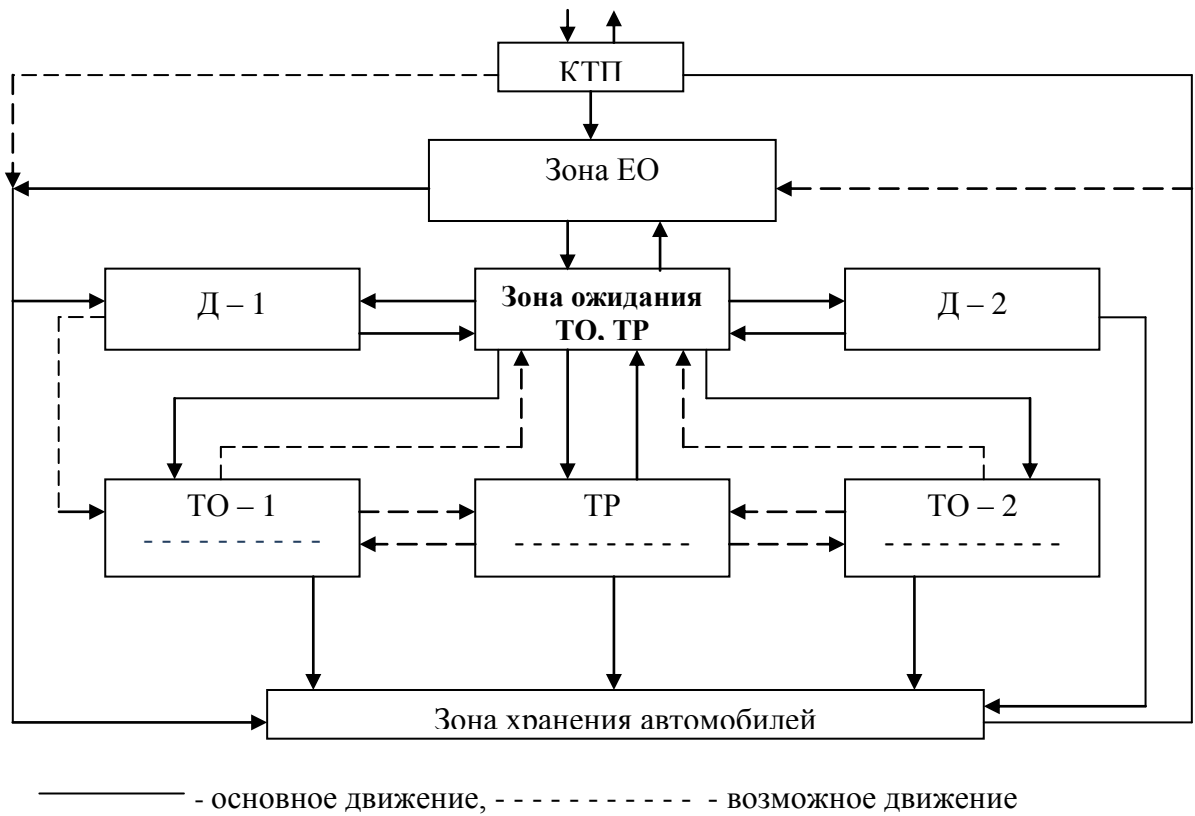 КТП
Зона ЕО
Д – 1
Зона ожидания
ТО, ТР
Д – 2
ТО – 1
- - - - - - - - - -
ТР
- - - - - - - - - -
ТО – 2
- - - - - - - - - -
Зона хранения автомобилей
- основное движение, - - - - - - - - - - - - возможное движение